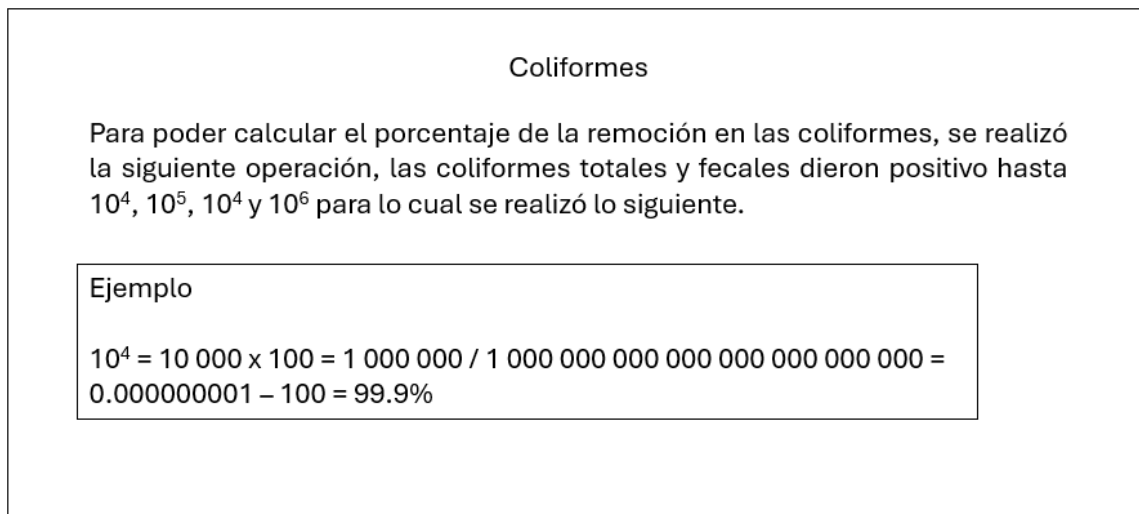 Coliformes
Para poder calcular el porcentaje de la remoción en las coliformes, se realizó
la siguiente operación, las coliformes totales y fecales dieron positivo hasta
10⁴, 10⁵, 10⁴ y 10⁶ para lo cual se realizó lo siguiente.
Ejemplo
10⁴ = 10 000 x 100 = 1 000 000 / 1 000 000 000 000 000 000 000 000 =
0.000000001 – 100 = 99.9%